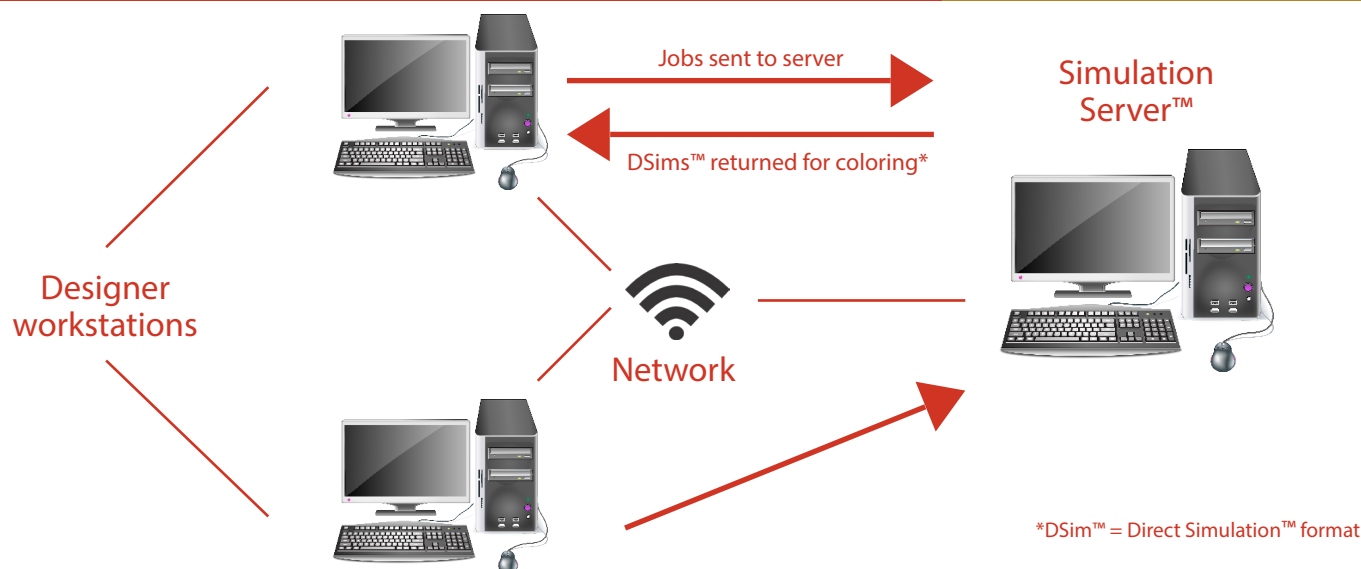 Jobs sent to server
Simulation
Server™
DSims™ returned for coloring*
Designer
workstations
Network
*DSim™ = Direct Simulation™ format